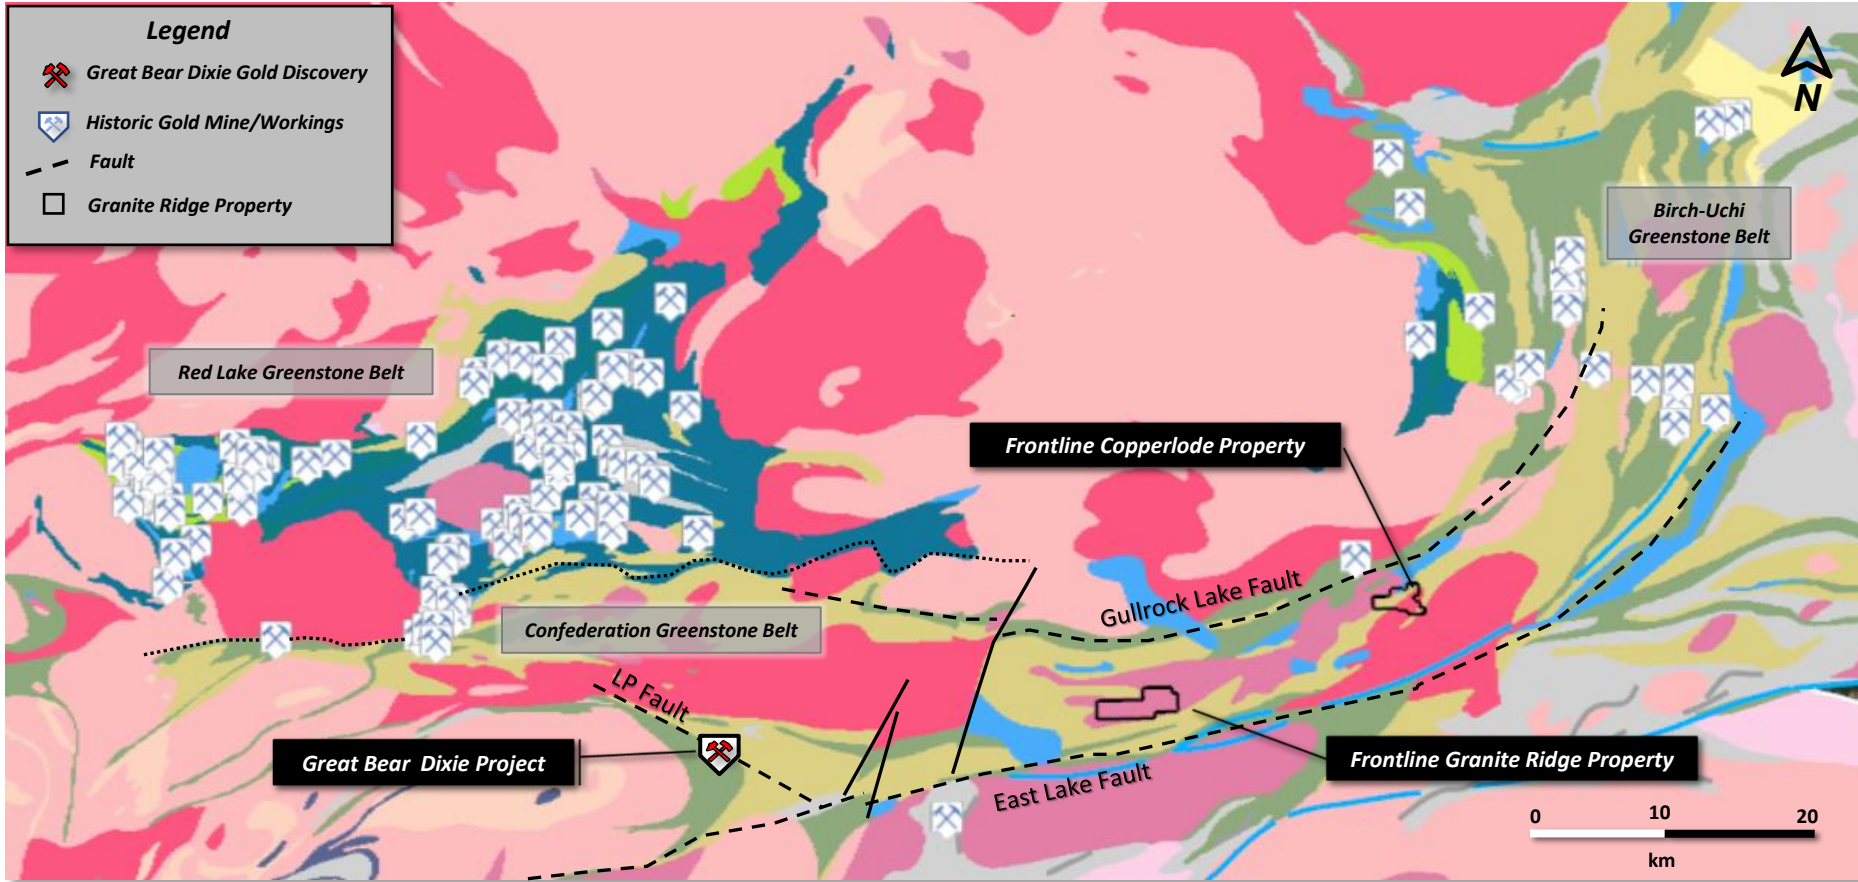 Legend
Great Bear Dixie Gold Discovery
Historic Gold Mine/Workings
Fault
Granite Ridge Property
N
Birch-Uchi
Greenstone Belt
Red Lake Greenstone Belt
Frontline Copperlode Property
Gullrock Lake Fault
Confederation Greenstone Belt
LP Fault
Great Bear Dixie Project
East Lake Fault
Frontline Granite Ridge Property
0 10 20
km